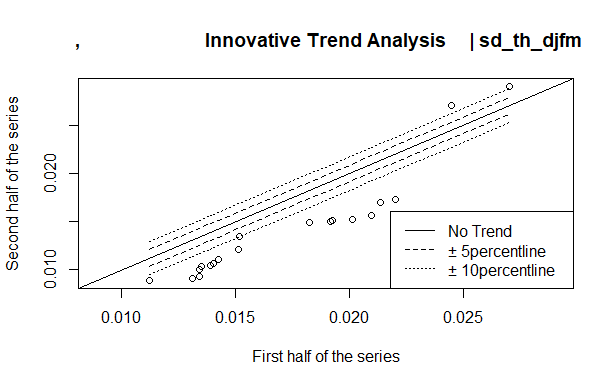 , Innovative Trend Analysis | sd_th_djfm
Second half of the series
0.020
0.010
No Trend
± 5percentline
± 10percentline
0.010 0.015 0.020 0.025
First half of the series